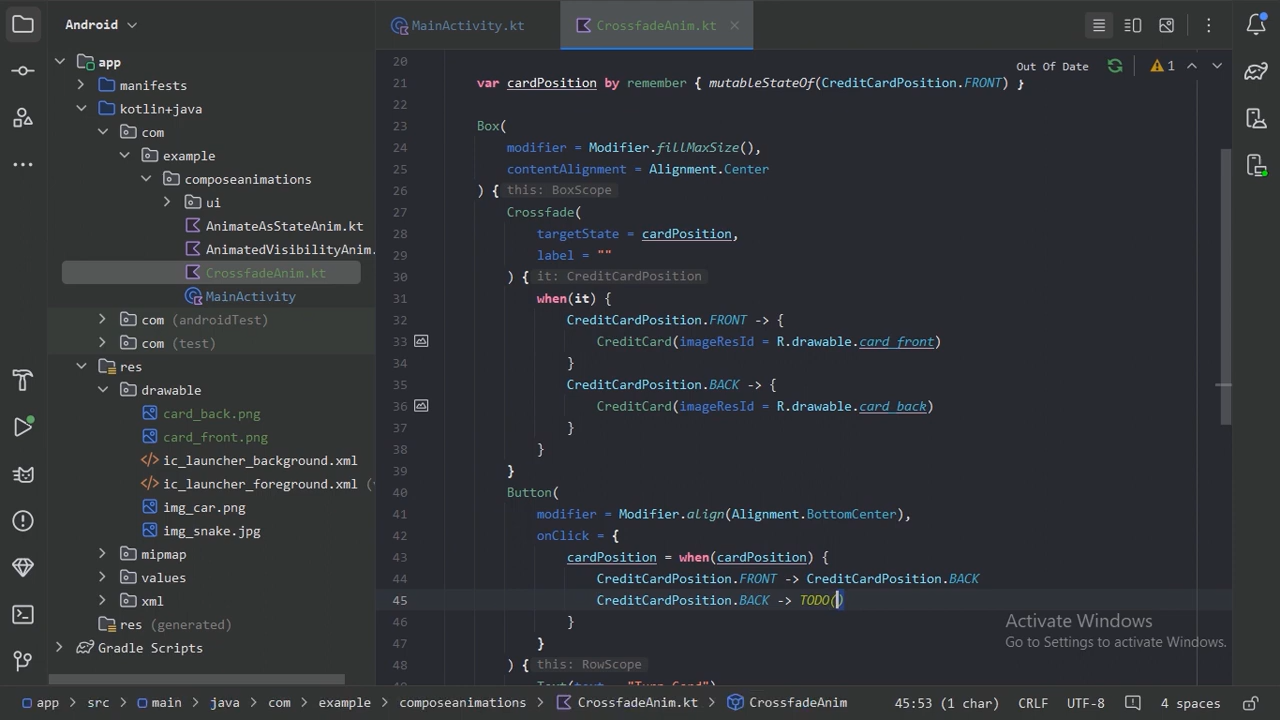 Android
MainActivity.kt
CrossfadeAnim.kt
app
manifests
kotlin+java
com
example
composeanimations
ui
AnimateAsStateAnim.kt
AnimatedVisibilityAnim.
CrossfadeAnim.kt
MainActivity
com (androidTest)
com (test)
res
drawable
card_back.png
card_front.png
ic_launcher_background.xml
ic_launcher_foreground.xml (
img_car.png
img_snake.jpg
mipmap
values
xml
res (generated)
Gradle Scripts
Out Of Date
1
20
21 var cardPosition by remember { mutableStateOf(CreditCardPosition.FRONT) }
22
23 Box(
24 modifier = Modifier.fillMaxSize(),
25 contentAlignment = Alignment.Center
26 ) { this: BoxScope
27 Crossfade(
28 targetState = cardPosition,
29 label = ""
30 ) { it: CreditCardPosition
31 when(it) {
32 CreditCardPosition.FRONT -> {
33 CreditCard(imageResId = R.drawable.card_front)
34 }
35 CreditCardPosition.BACK -> {
36 CreditCard(imageResId = R.drawable.card_back)
37 }
38 }
39 }
40 Button(
41 modifier = Modifier.align(Alignment.BottomCenter),
42 onClick = {
43 cardPosition = when(cardPosition) {
44 CreditCardPosition.FRONT -> CreditCardPosition.BACK
45 CreditCardPosition.BACK -> TODO()
46 }
47 }
48 ) { this: RowScope
Text(text = "Turn Card")
Activate Windows
Go to Settings to activate Windows.
app > src > main > java > com > example > composeanimations > CrossfadeAnim.kt > CrossfadeAnim
45:53 (1 char) CRLF UTF-8 4 spaces